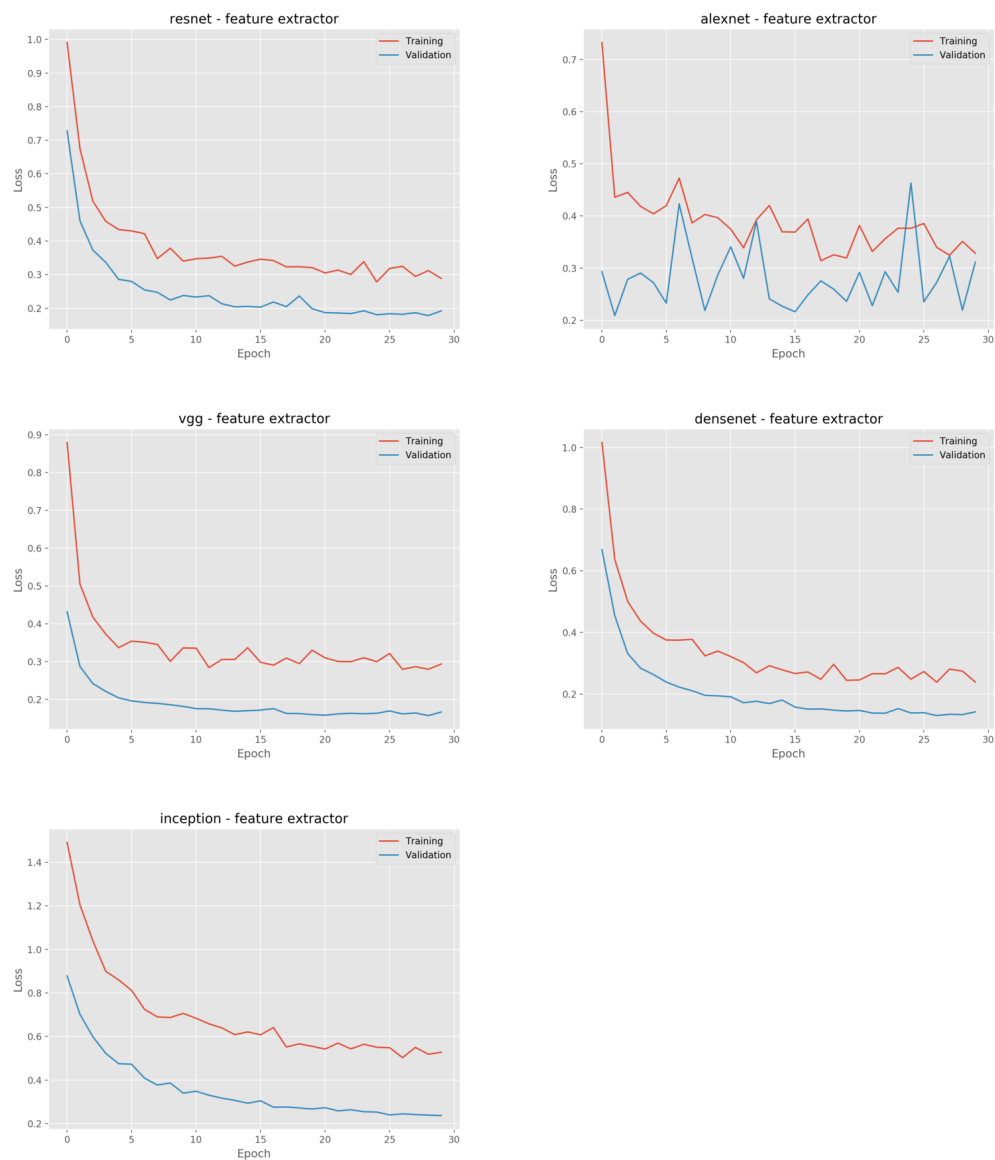 resnet - feature extractor
1.0
0.9
0.8
0.7
0.6
0.5
0.4
0.3
0.2
Loss
0
5
10
15
20
25
30
Epoch
Training
Validation
alexnet - feature extractor
0.7
0.6
0.5
0.4
0.3
0.2
Loss
0
5
10
15
20
25
30
Epoch
Training
Validation
vgg - feature extractor
0.9
0.8
0.7
0.6
0.5
0.4
0.3
0.2
Loss
0
5
10
15
20
25
30
Epoch
Training
Validation
densenet - feature extractor
1.0
0.8
0.6
0.4
0.2
Loss
0
5
10
15
20
25
30
Epoch
Training
Validation
inception - feature extractor
1.4
1.2
1.0
0.8
0.6
0.4
0.2
Loss
0
5
10
15
20
25
30
Epoch
Training
Validation